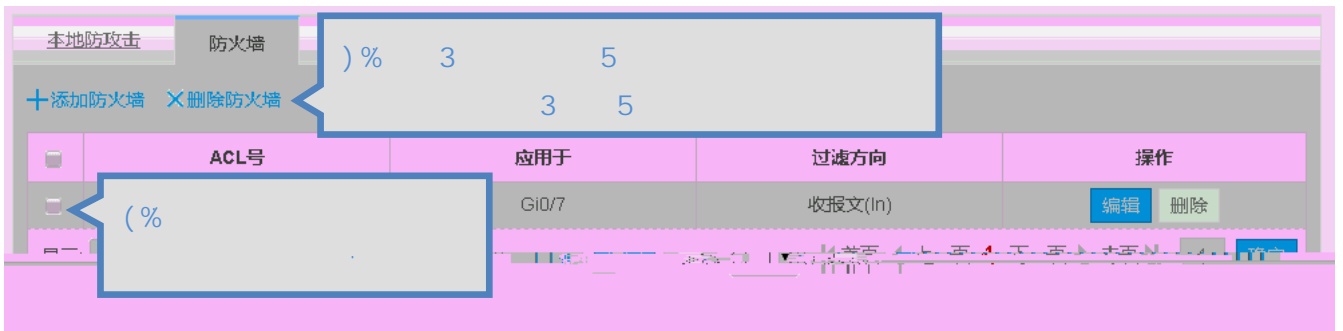 本地防攻击 防火墙
)% 3 5
3 5
添加防火墙 删除防火墙
ACL号 应用于 过滤方向 操作
Gi0/7 收报文(In) 编辑 删除
(%